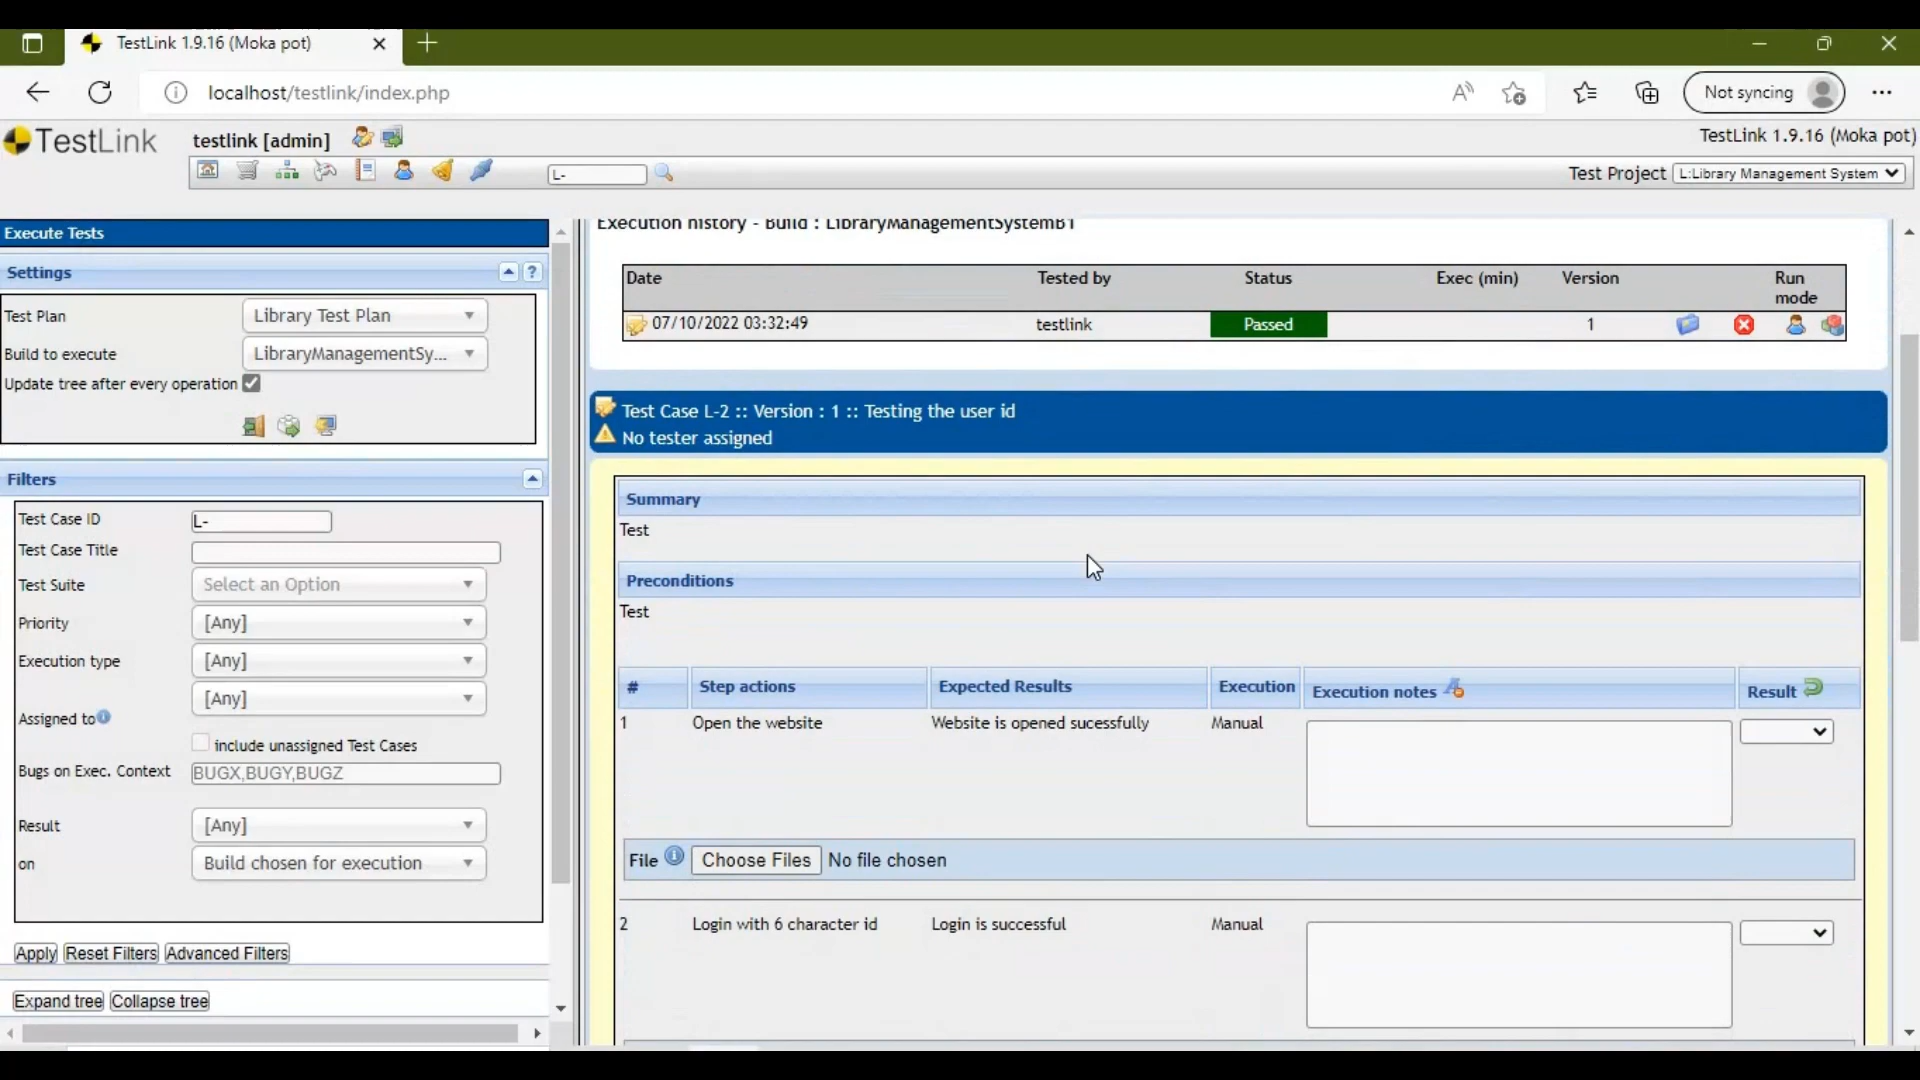 TestLink 1.9.16 (Moka pot)
localhost/testlink/index.php
Not syncing
TestLink
testlink [admin]
TestLink 1.9.16 (Moka pot)
L-
Test Project
L:Library Management System
Execute Tests
Settings
Test Plan
Library Test Plan
Build to execute
LibraryManagementSy...
Update tree after every operation
Filters
Test Case ID
L-
Test Case Title
Test Suite
Select an Option
Priority
[Any]
Execution type
[Any]
[Any]
Assigned to
include unassigned Test Cases
Bugs on Exec. Context
BUGX,BUGY,BUGZ
Result
[Any]
on
Build chosen for execution
Apply
Reset Filters
Advanced Filters
Expand tree
Collapse tree
Execution history - Build : LibraryManagementSystemB1
Date
Tested by
Status
Exec (min)
Version
Run
mode
07/10/2022 03:32:49
testlink
Passed
1
Test Case L-2 :: Version : 1 :: Testing the user id
No tester assigned
Summary
Test
Preconditions
Test
#
Step actions
Expected Results
Execution
Execution notes
Result
1
Open the website
Website is opened sucessfully
Manual
File
Choose Files
No file chosen
2
Login with 6 character id
Login is successful
Manual